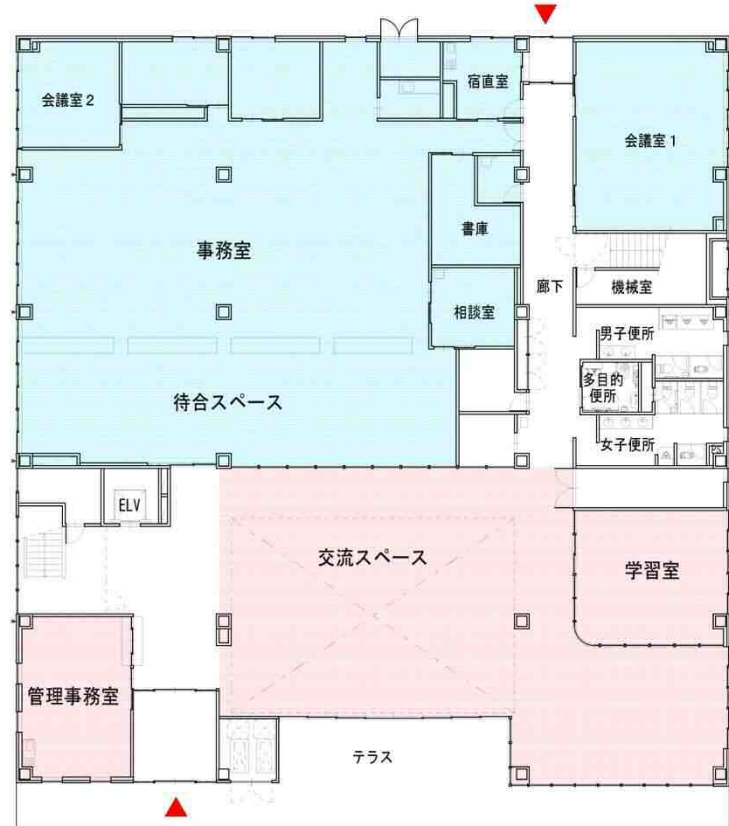 宿直室
会議室2
会議室1
事務室
書庫
廊下
機械室
相談室
男子便所
多目的
便所
待合スペース
女子便所
ELV
交流スペース
学習室
管理事務室
テラス